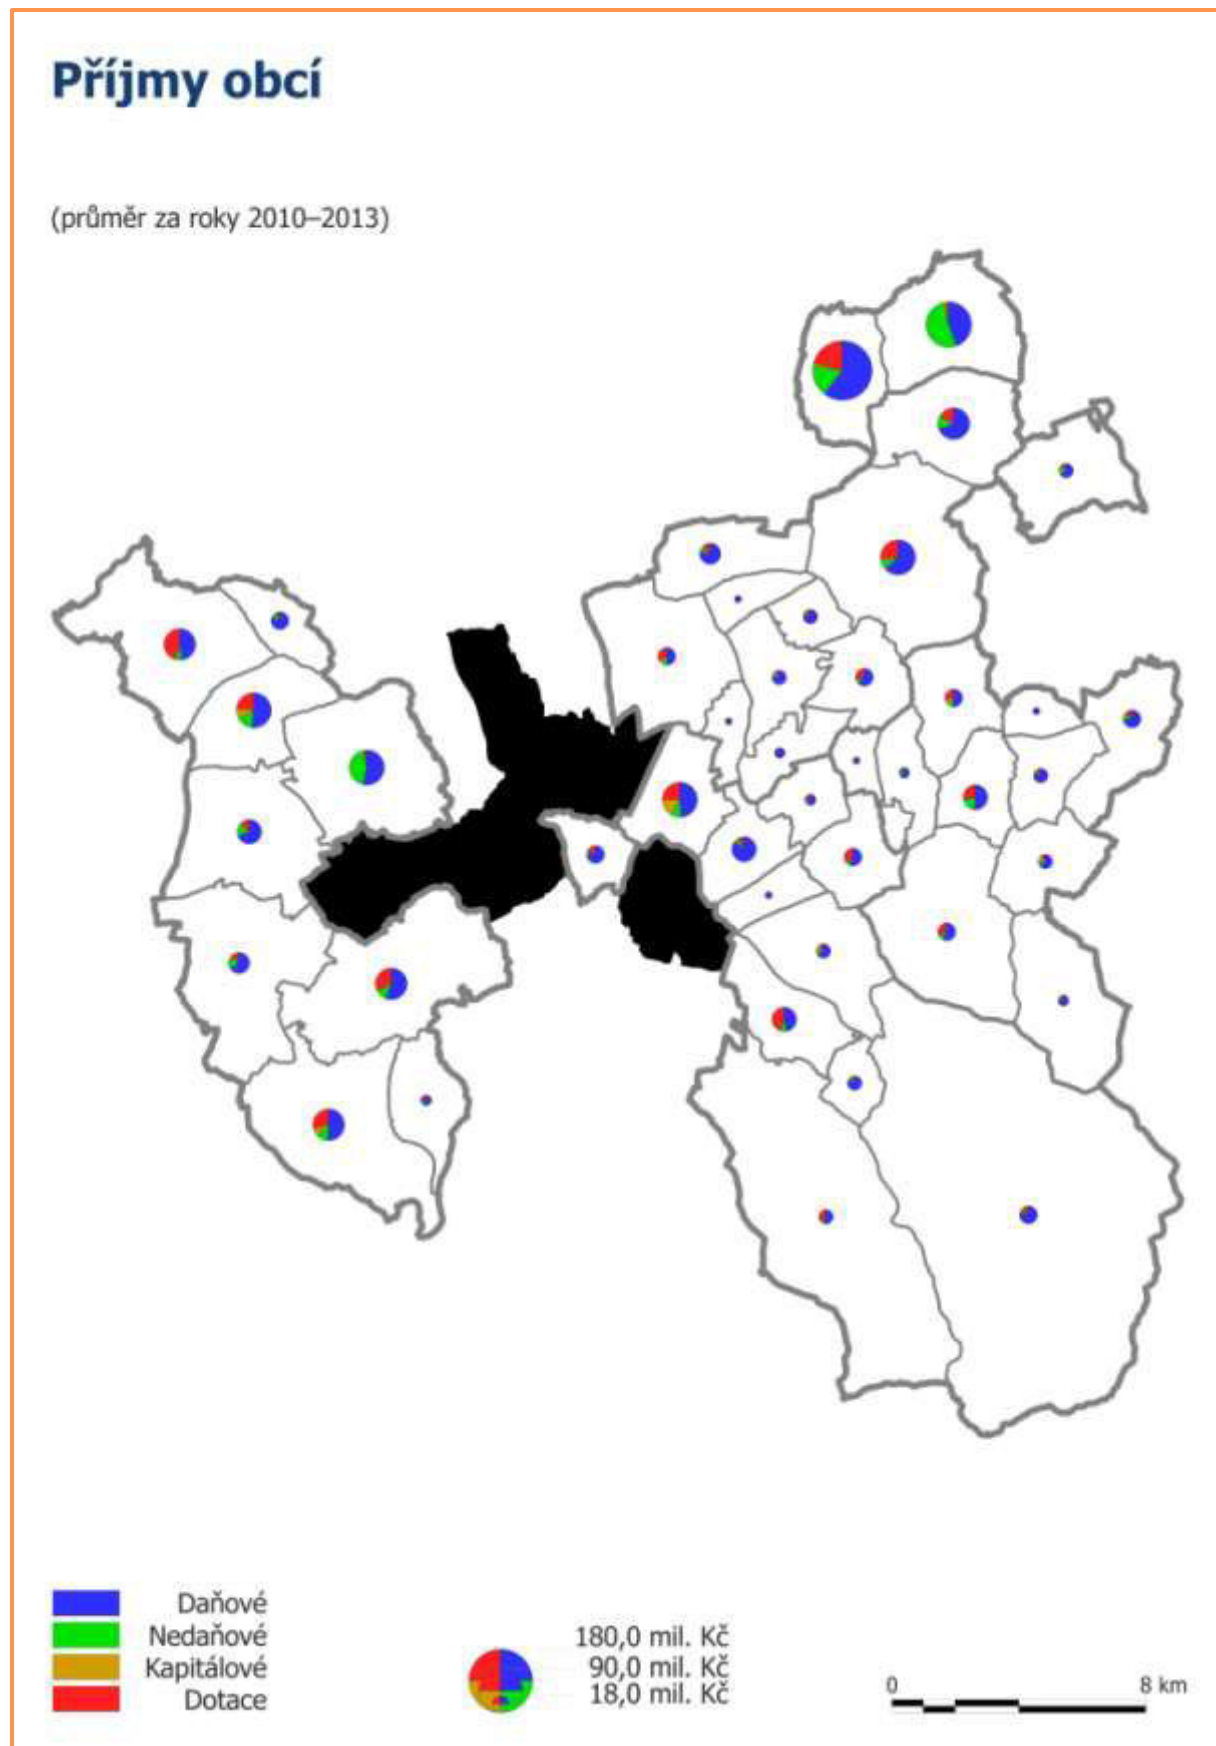 Příjmy obcí
(průměr za roky 2010–2013)
Daňové
Nedaňové
Kapitálové
Dotace
180,0 mil. Kč
90,0 mil. Kč
18,0 mil. Kč
0 8 km